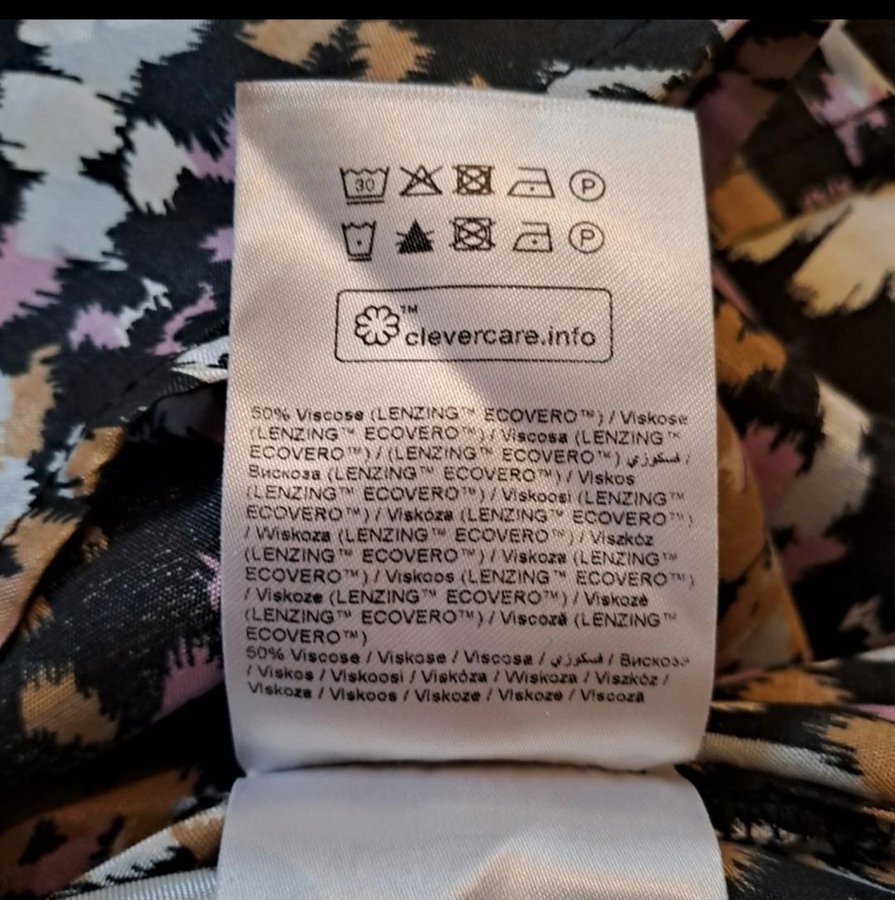 30 P
P
™ clevercare.info
50% Viscose (LENZING™ ECOVERO™) / Viskose
(LENZING™ ECOVERO™) / Viscosa (LENZING™
ECOVERO™) / (LENZING™ ECOVERO™) فسكوزي /
Вискоза (LENZING™ ECOVERO™) / Viskos
(LENZING™ ECOVERO™) / Viskoosi (LENZING™
ECOVERO™) / Viskóza (LENZING™ ECOVERO™)
/ Wiskoza (LENZING™ ECOVERO™) / Viszkóz
(LENZING™ ECOVERO™) / Viskoza (LENZING™
ECOVERO™) / Viskoos (LENZING™ ECOVERO™)
/ Viskoze (LENZING™ ECOVERO™) / Viskozė
(LENZING™ ECOVERO™) / Viscoză (LENZING™
ECOVERO™)
50% Viscose / Viskose / Viscosa / فسكوزي / Вискоза
/ Viskos / Viskoosi / Viskóza / Wiskoza / Viszkóz /
Viskoza / Viskoos / Viskoze / Viskozė / Viscoză